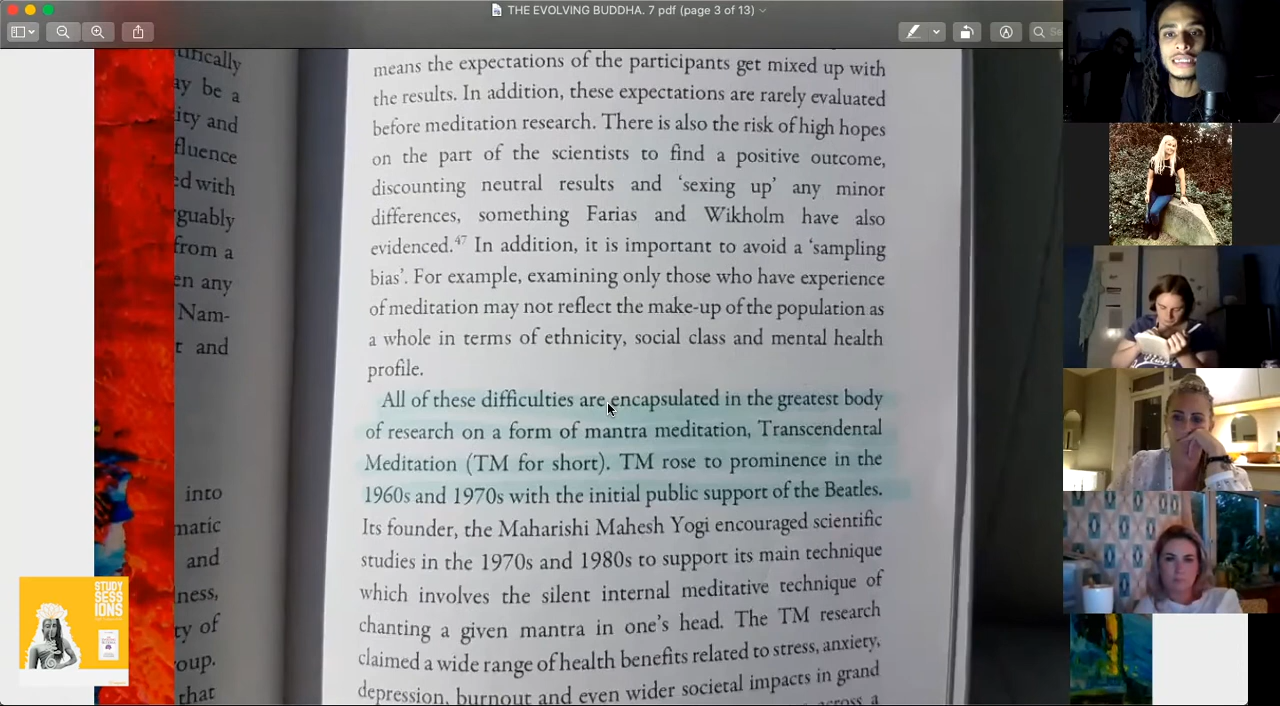 THE EVOLVING BUDDHA. 7 pdf (page 3 of 13)
means the expectations of the participants get mixed up with
the results. In addition, these expectations are rarely evaluated
before meditation research. There is also the risk of high hopes
on the part of the scientists to find a positive outcome,
discounting neutral results and ‘sexing up’ any minor
differences, something Farias and Wikholm have also
evidenced.47 In addition, it is important to avoid a ‘sampling
bias’. For example, examining only those who have experience
of meditation may not reflect the make-up of the population as
a whole in terms of ethnicity, social class and mental health
profile.
All of these difficulties are encapsulated in the greatest body
of research on a form of mantra meditation, Transcendental
Meditation (TM for short). TM rose to prominence in the
1960s and 1970s with the initial public support of the Beatles.
Its founder, the Maharishi Mahesh Yogi encouraged scientific
studies in the 1970s and 1980s to support its main technique
which involves the silent internal meditative technique of
chanting a given mantra in one’s head. The TM research
claimed a wide range of health benefits related to stress, anxiety,
depression, burnout and even wider societal impacts in grand
ay be a
ity and
fluence
ed with
guably
from a
en any
Nam-
t and
into
matic
and
ness,
ty of
oup.
that
STUDY
SESS
IONS